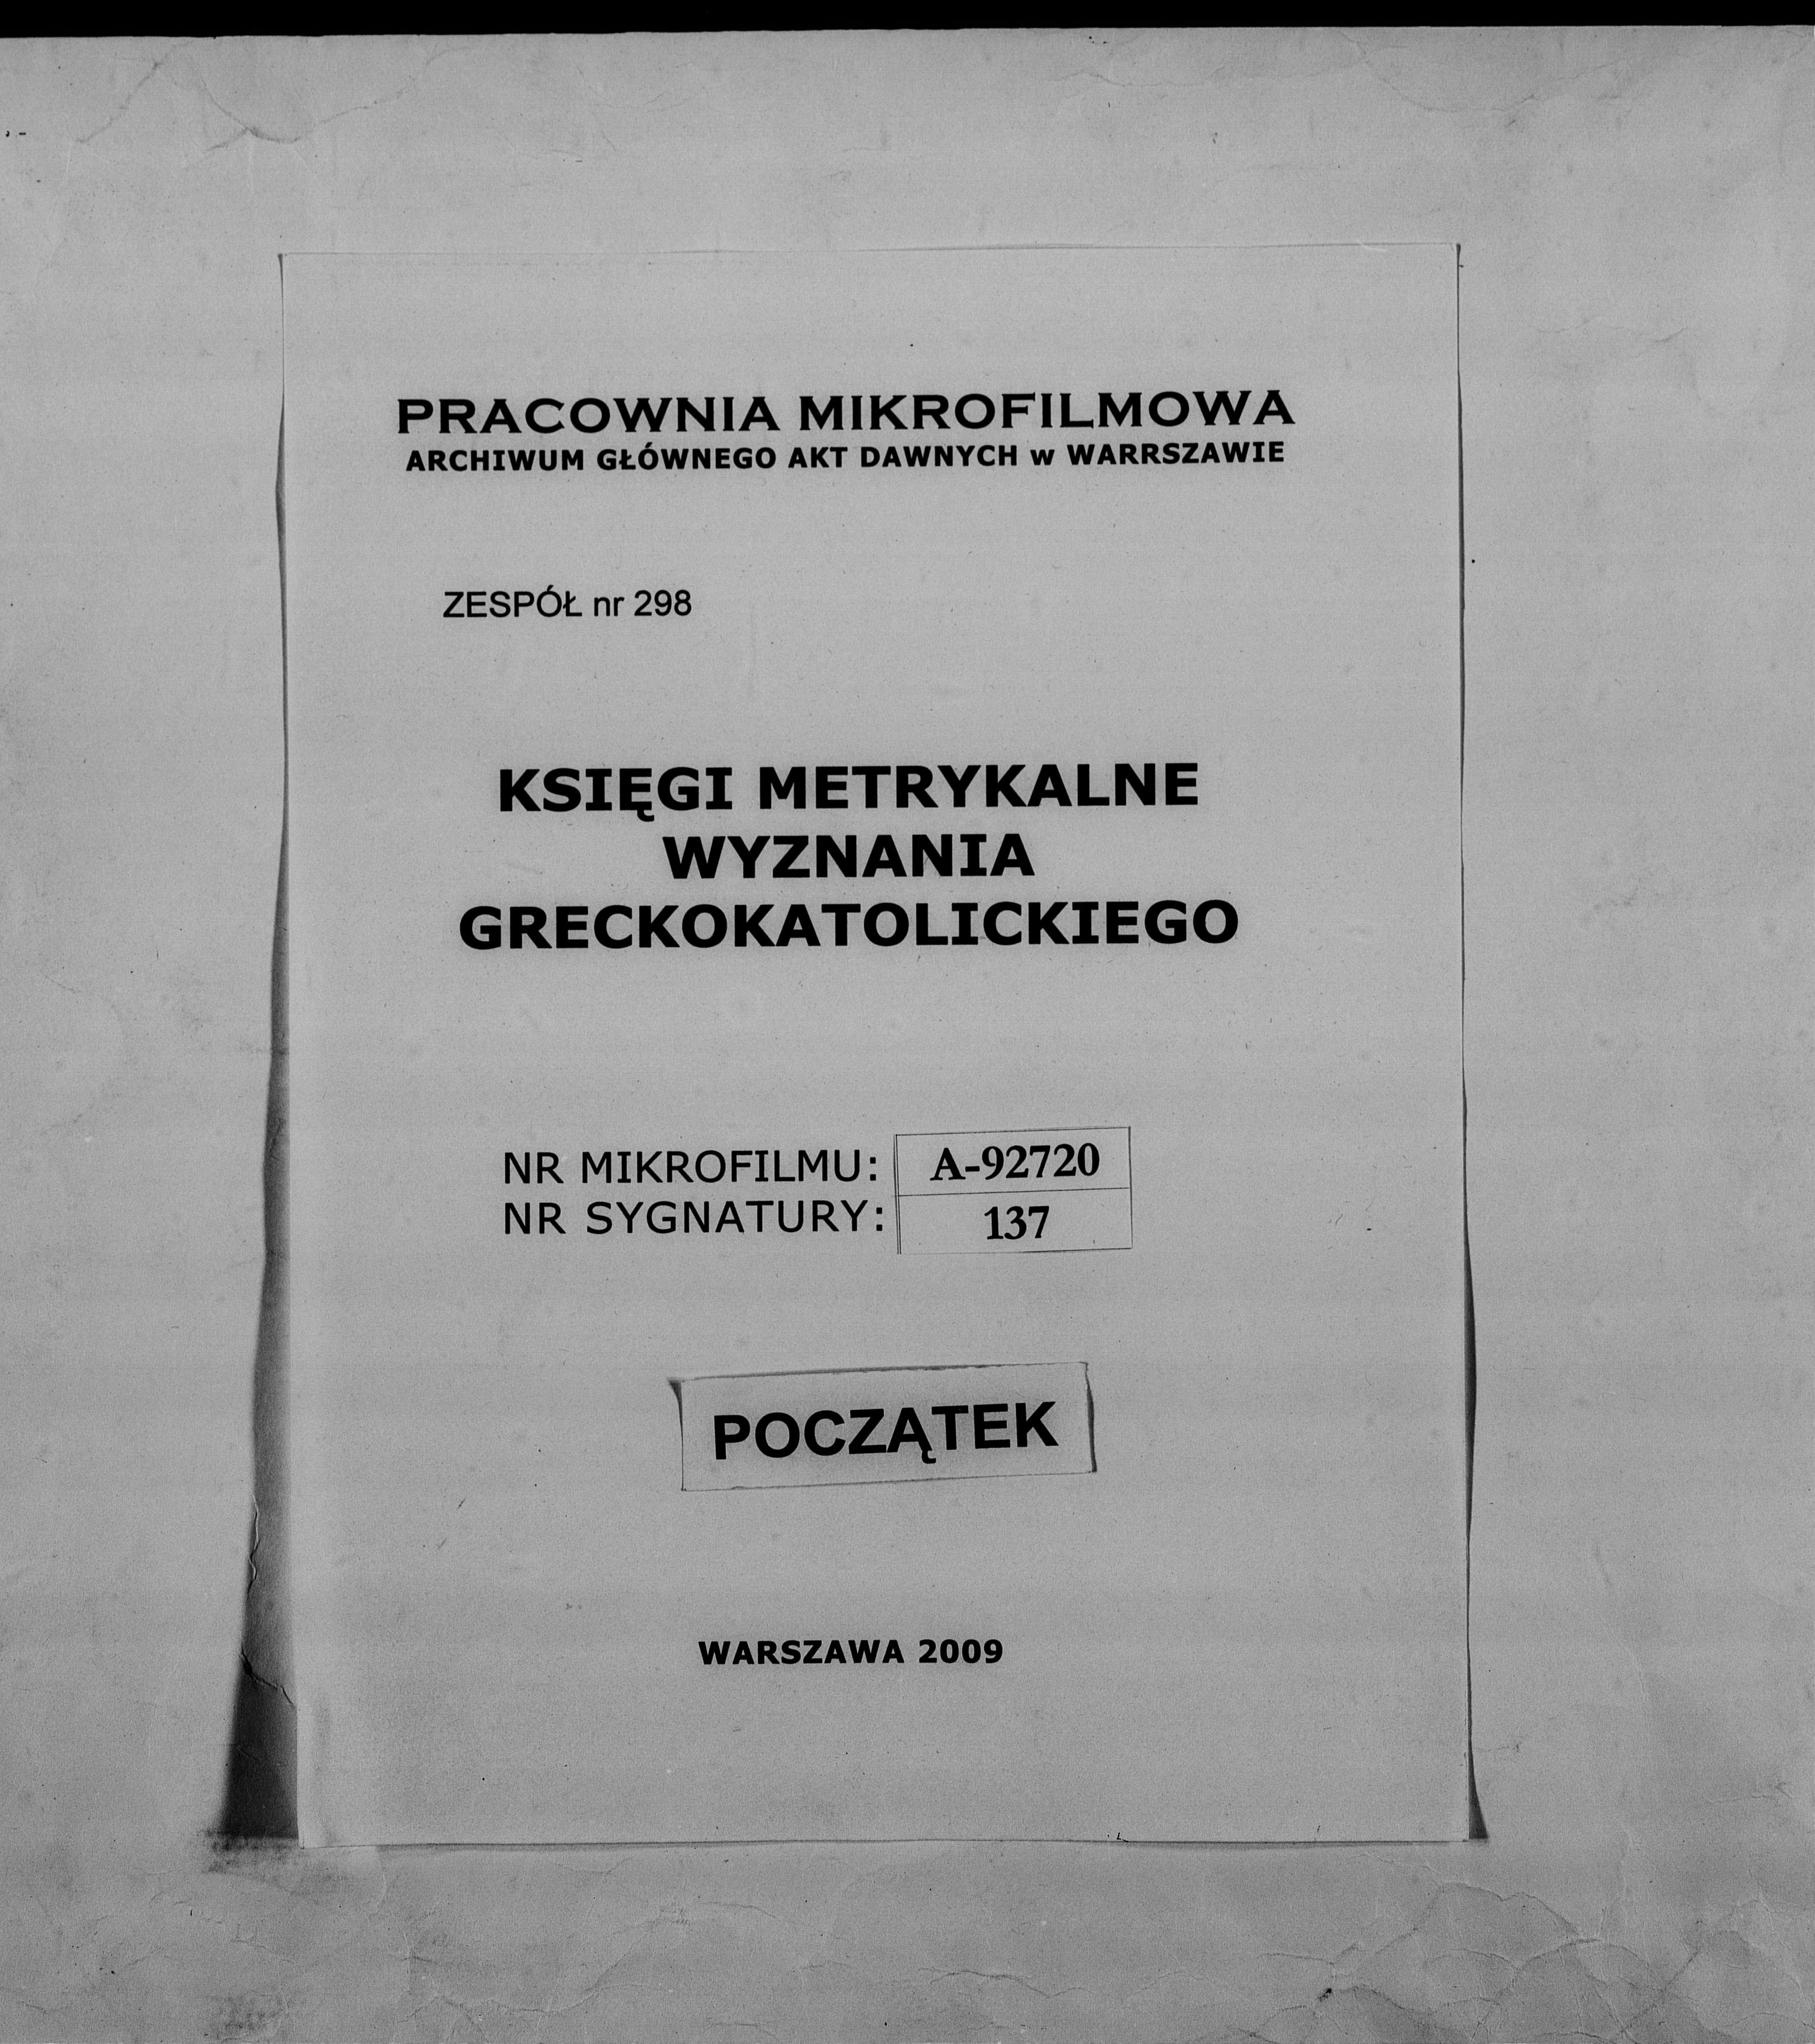 PRACOWNIA MIKROFILMOWA
ARCHIWUM GŁÓWNEGO AKT DAWNYCH w WARRSZAWIE
ZESPÓŁ nr 298
KSIĘGI METRYKALNE
WYZNANIA
GRECKOKATOLICKIEGO
NR MIKROFILMU: A-92720
NR SYGNATURY: 137
POCZĄTEK
WARSZAWA 2009